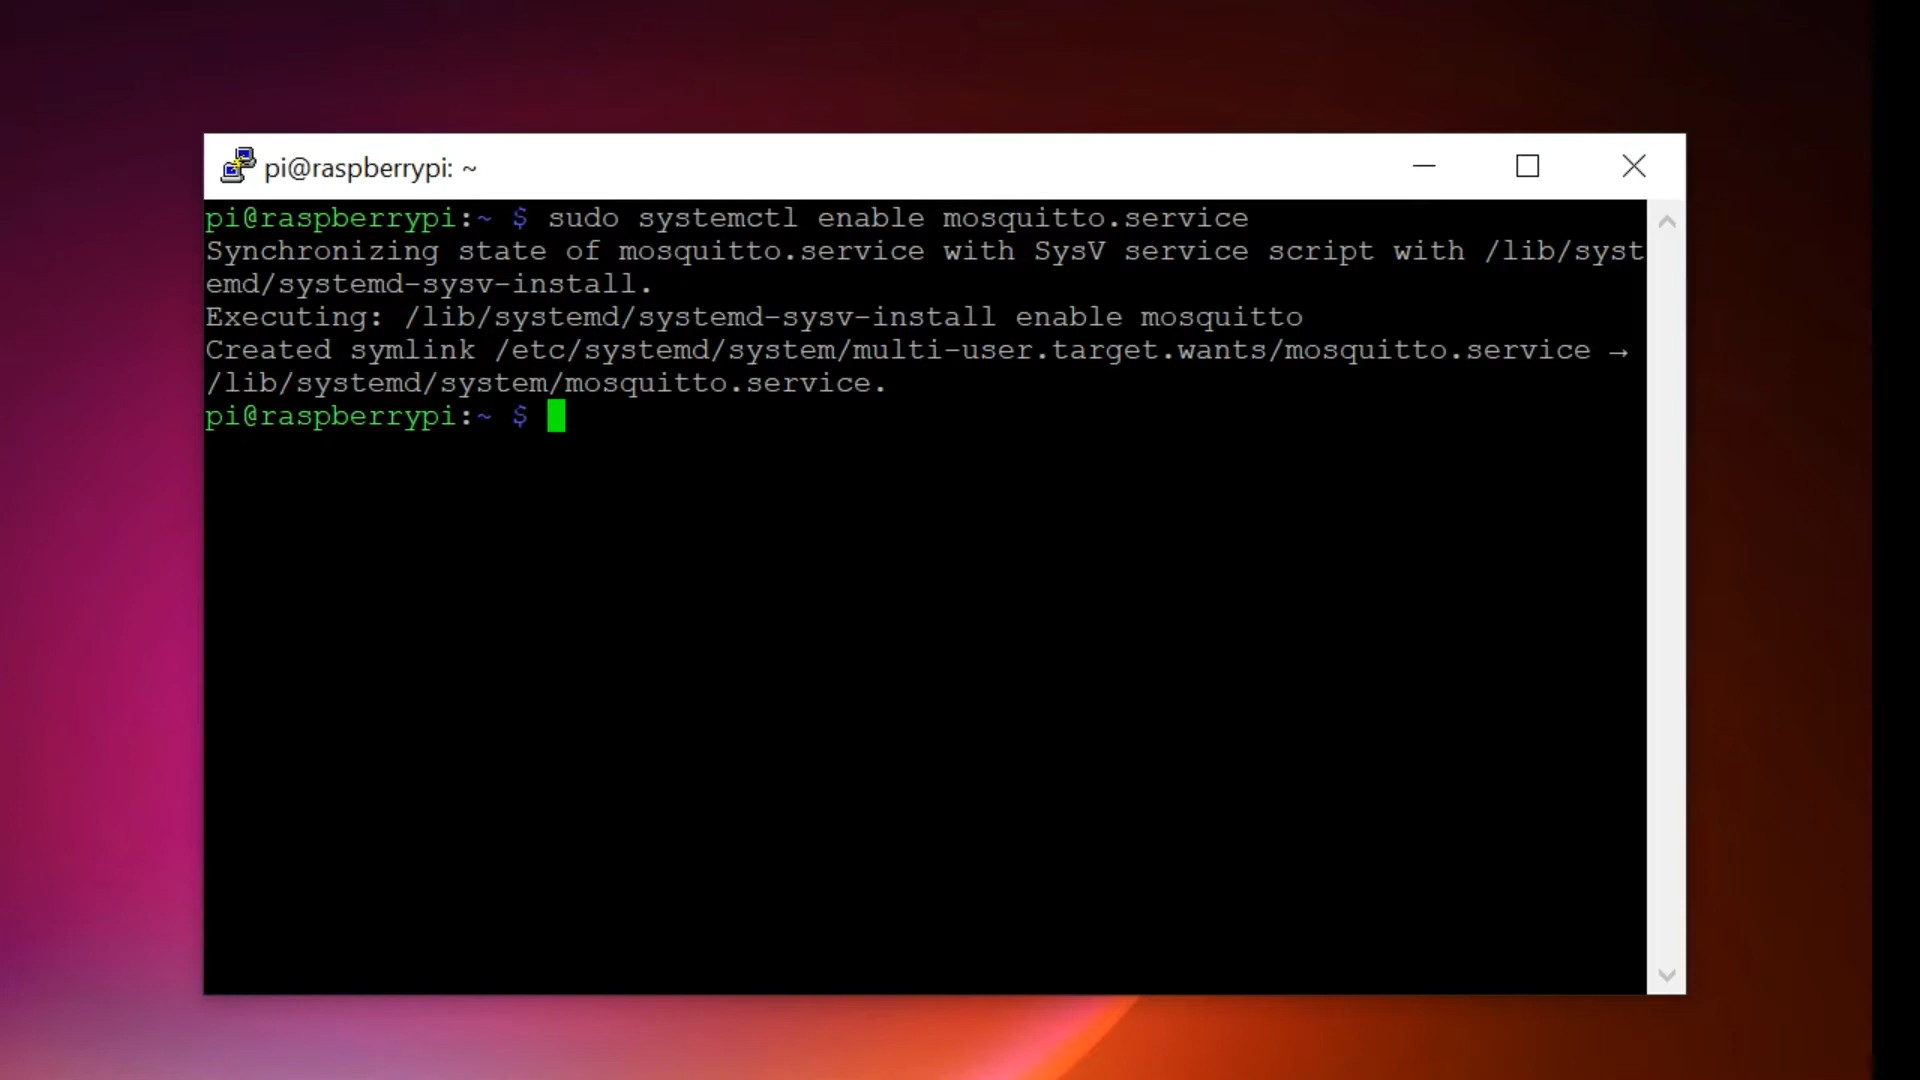 pi@raspberrypi: ~
pi@raspberrypi:~ $ sudo systemctl enable mosquitto.service
Synchronizing state of mosquitto.service with SysV service script with /lib/syst
emd/systemd-sysv-install.
Executing: /lib/systemd/systemd-sysv-install enable mosquitto
Created symlink /etc/systemd/system/multi-user.target.wants/mosquitto.service →
/lib/systemd/system/mosquitto.service.
pi@raspberrypi:~ $